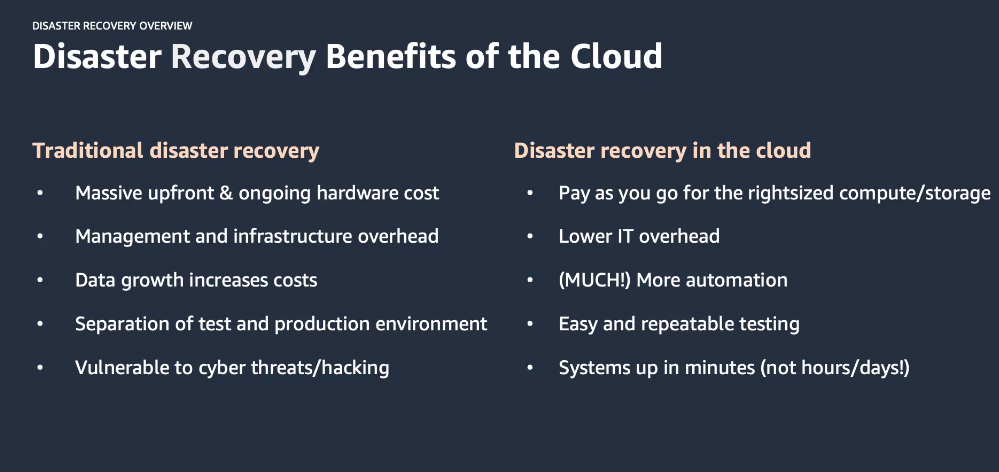 DISASTER RECOVERY OVERVIEW
Disaster Recovery Benefits of the Cloud
Traditional disaster recovery
• Massive upfront & ongoing hardware cost
• Management and infrastructure overhead
• Data growth increases costs
• Separation of test and production environment
• Vulnerable to cyber threats/hacking
Disaster recovery in the cloud
• Pay as you go for the rightsized compute/storage
• Lower IT overhead
• (MUCH!) More automation
• Easy and repeatable testing
• Systems up in minutes (not hours/days!)